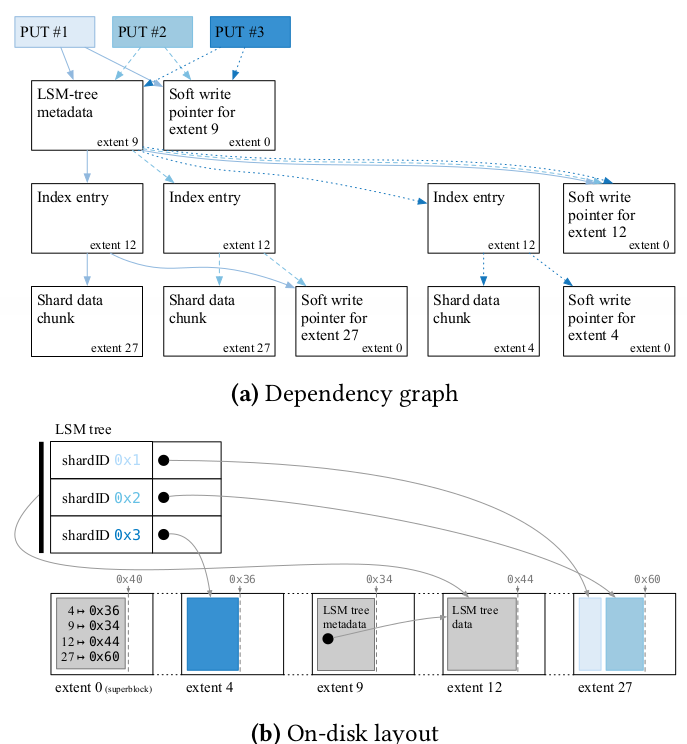 PUT #1
PUT #2
PUT #3
LSM-tree
metadata
extent 9
Soft write
pointer for
extent 9
extent 0
Index entry
extent 12
Index entry
extent 12
Index entry
extent 12
Soft write
pointer for
extent 12
extent 0
Shard data
chunk
extent 27
Shard data
chunk
extent 27
Soft write
pointer for
extent 27
extent 0
Shard data
chunk
extent 4
Soft write
pointer for
extent 4
extent 0
(a) Dependency graph
LSM tree
shardID 0x1
shardID 0x2
shardID 0x3
0x40
0x36
0x34
0x44
0x60
4 ↦ 0x36
9 ↦ 0x34
12 ↦ 0x44
27 ↦ 0x60
LSM tree
metadata
LSM tree
data
extent 0 (superblock)
extent 4
extent 9
extent 12
extent 27
(b) On-disk layout